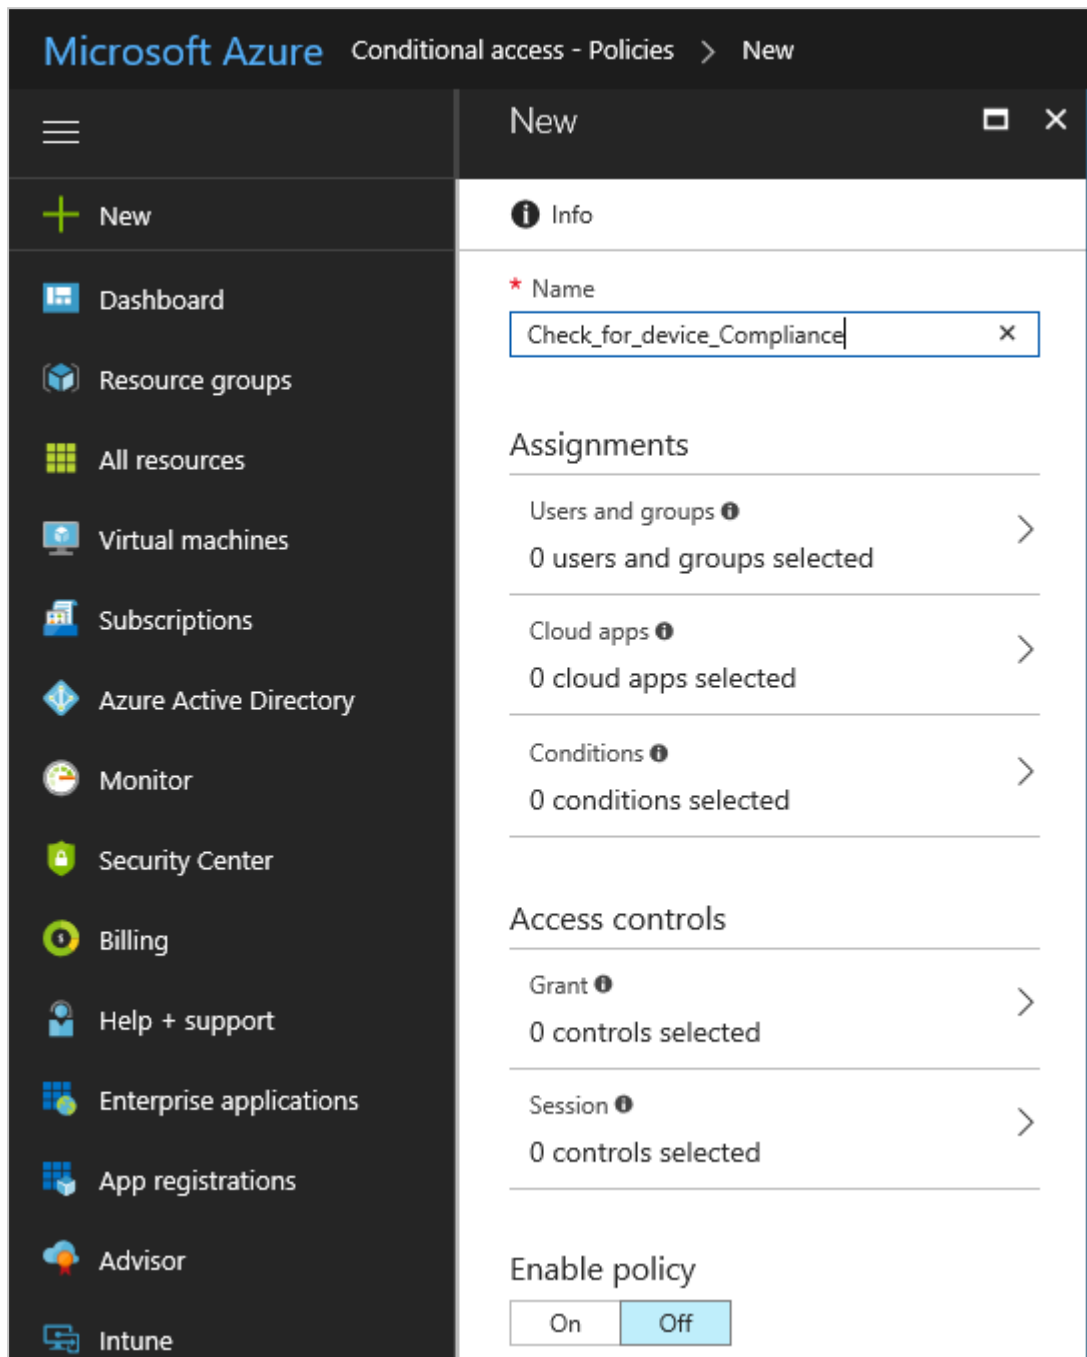 Microsoft Azure Conditional access - Policies > New
New
New
Dashboard
Resource groups
All resources
Virtual machines
Subscriptions
Azure Active Directory
Monitor
Security Center
Billing
Help + support
Enterprise applications
App registrations
Advisor
Intune
Info
* Name
Check_for_device_Compliance
Assignments
Users and groups
0 users and groups selected
Cloud apps
0 cloud apps selected
Conditions
0 conditions selected
Access controls
Grant
0 controls selected
Session
0 controls selected
Enable policy
On Off